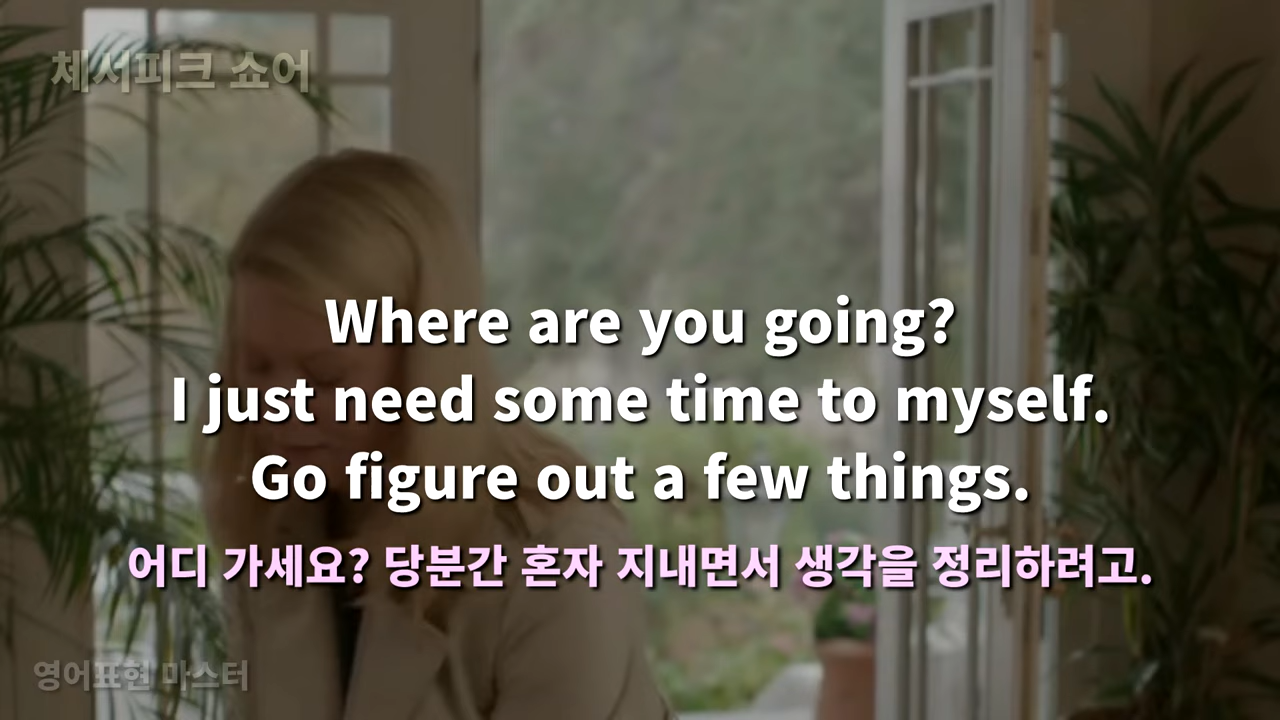 체서피크 쇼어
Where are you going?
I just need some time to myself.
Go figure out a few things.
어디 가세요? 당분간 혼자 지내면서 생각을 정리하려고.
영어표현 마스터